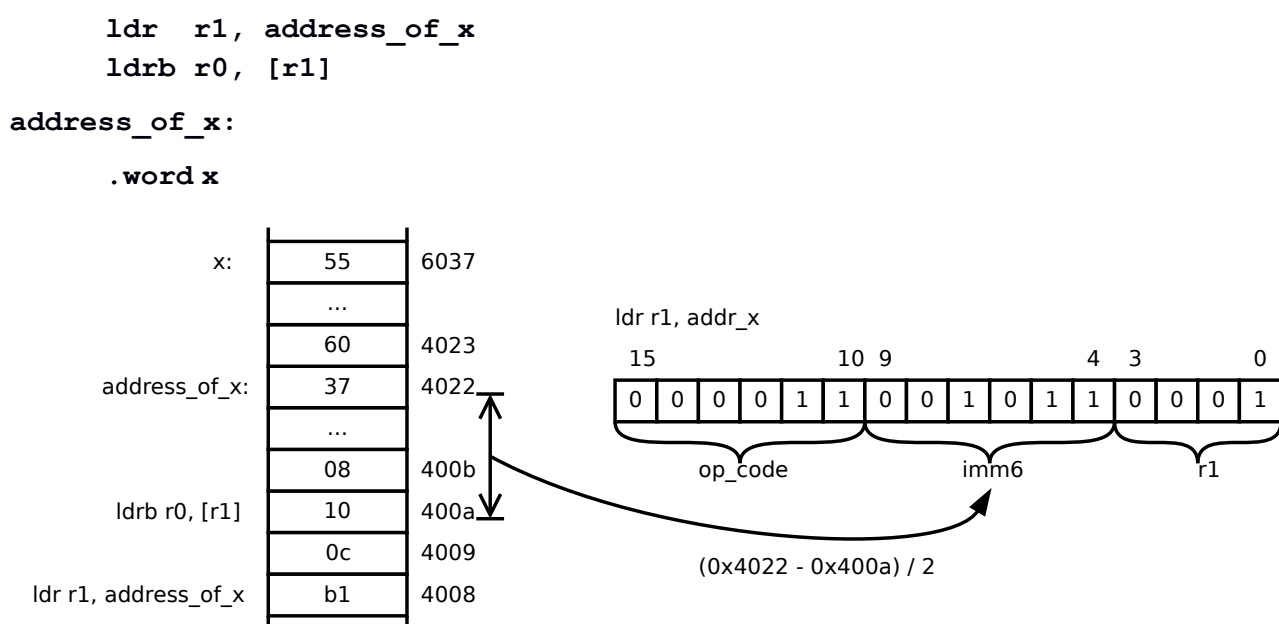 ldr r1, address_of_x
ldrb r0, [r1]
address_of_x:
.word x
x: 55 6037
...
60 4023
address_of_x: 37 4022
...
08 400b
ldrb r0, [r1] 10 400a
0c 4009
ldr r1, address_of_x b1 4008
ldr r1, addr_x
15 10 9 4 3 0
0 0 0 0 1 1 0 0 1 0 1 1 0 0 0 1
op_code imm6 r1
(0x4022 - 0x400a) / 2